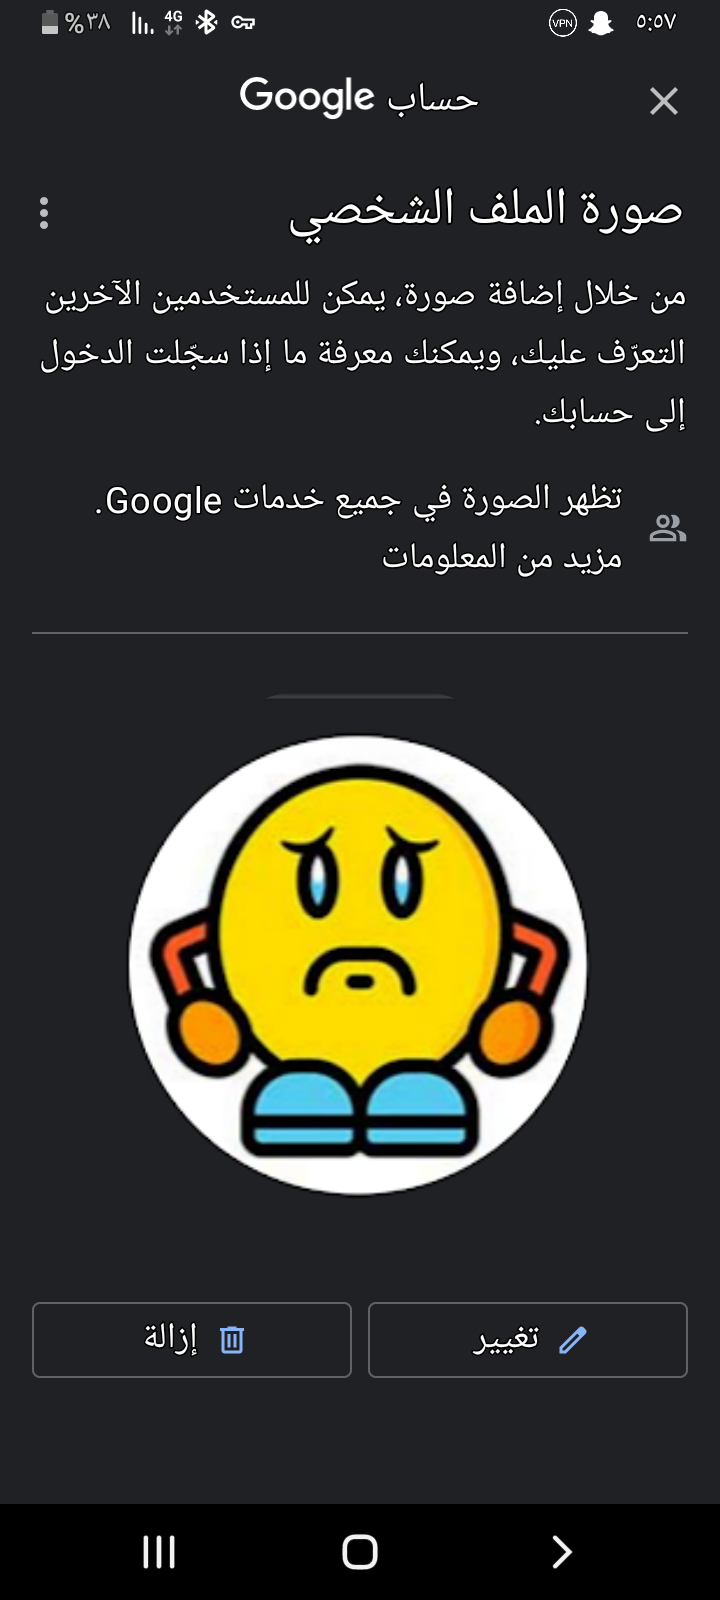 ٥:٥٧ VPN 4G %٣٨
حساب Google
صورة الملف الشخصي
من خلال إضافة صورة، يمكن للمستخدمين الآخرين
التعرّف عليك، ويمكنك معرفة ما إذا سجّلت الدخول
إلى حسابك.
تظهر الصورة في جميع خدمات Google.
مزيد من المعلومات
تغيير
إزالة